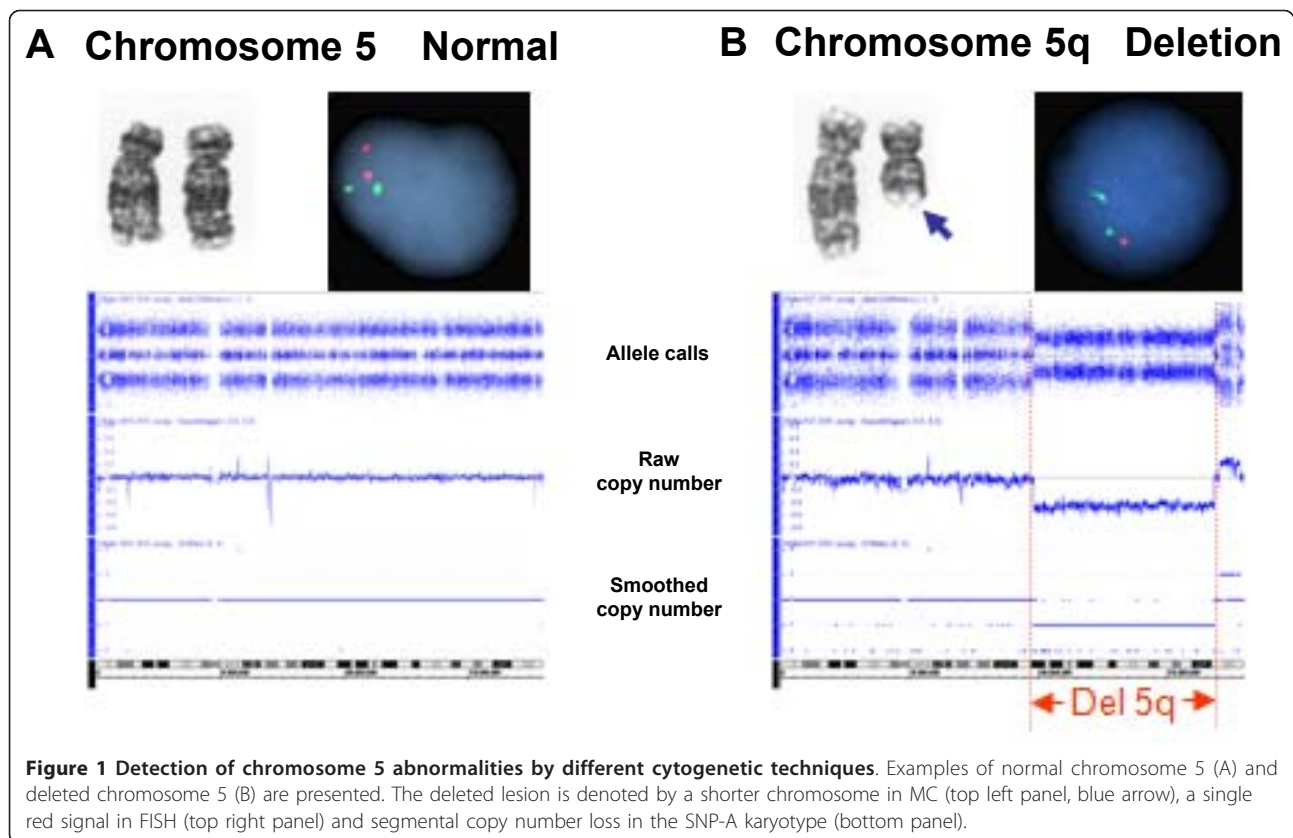 A Chromosome 5 Normal
B Chromosome 5q Deletion
Allele calls
Raw
copy number
Smoothed
copy number
Del 5q
Figure 1 Detection of chromosome 5 abnormalities by different cytogenetic techniques. Examples of normal chromosome 5 (A) and
deleted chromosome 5 (B) are presented. The deleted lesion is denoted by a shorter chromosome in MC (top left panel, blue arrow), a single
red signal in FISH (top right panel) and segmental copy number loss in the SNP-A karyotype (bottom panel).